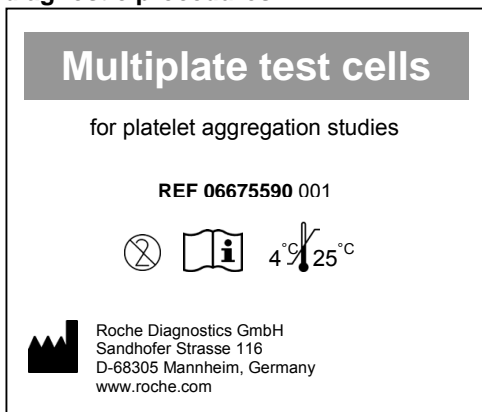 Multiplate test cells
for platelet aggregation studies
REF 06675590 001
2 i 4°C 25°C
Roche Diagnostics GmbH
Sandhofer Strasse 116
D-68305 Mannheim, Germany
www.roche.com